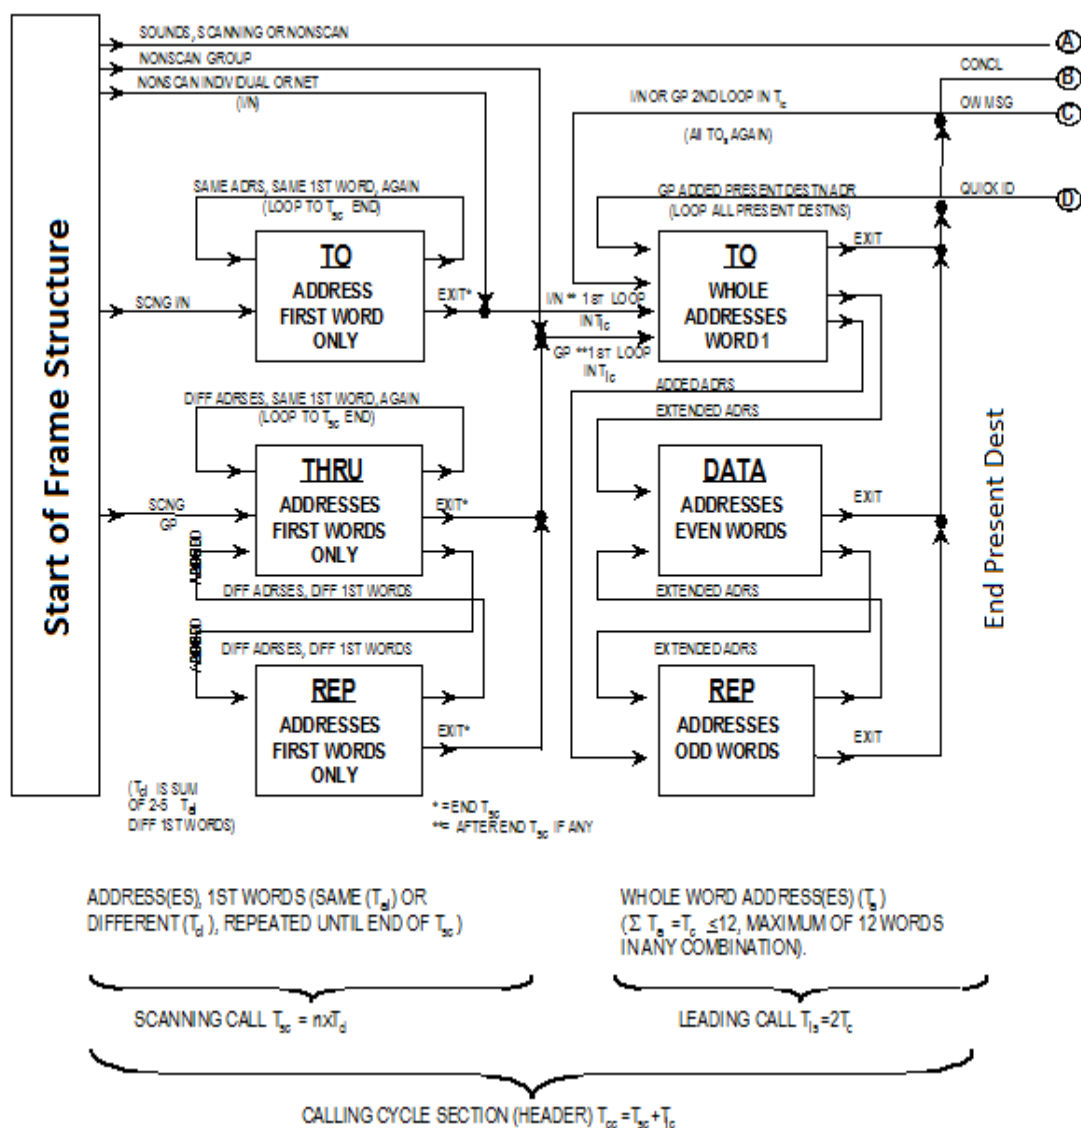 Start of Frame Structure
SOUNDS, SCANNING OR NONSCAN
A
NONSCAN GROUP
NONSCAN INDIVIDUAL OR NET
(I/N)
CONCL
B
I/N OR GP 2ND LOOP IN Tc
OW MSG
C
(All TOs AGAIN)
SAME ADRS, SAME 1ST WORD, AGAIN
(LOOP TO Tsc END)
GP ADDED PRESENT DESTN ADR
(LOOP ALL PRESENT DESTNS)
QUICK ID
D
TO
ADDRESS
FIRST WORD
ONLY
SCNG I/N
EXIT*
I/N ** 1ST LOOP
IN Tlc
GP **1ST LOOP
IN Tlc
TO
WHOLE
ADDRESSES
WORD 1
EXIT
ADDED ADRS
EXTENDED ADRS
DIFF ADRSES, SAME 1ST WORD, AGAIN
(LOOP TO Tsc END)
THRU
ADDRESSES
FIRST WORDS
ONLY
SCNG
GP
EXIT*
DATA
ADDRESSES
EVEN WORDS
EXIT
End Present Dest
DIFF ADRSES, DIFF 1ST WORDS
EXTENDED ADRS
DIFF ADRSES, DIFF 1ST WORDS
EXTENDED ADRS
REP
ADDRESSES
FIRST WORDS
ONLY
EXIT*
REP
ADDRESSES
ODD WORDS
EXIT
(Td IS SUM
OF 2-5 Tal
DIFF 1ST WORDS)
* = END Tsc
**= AFTER END Tsc IF ANY
ADDRESS(ES), 1ST WORDS (SAME (Tal) OR
DIFFERENT (Td), REPEATED UNTIL END OF Tsc)
WHOLE WORD ADDRESS(ES) (Ta)
(Σ Ta = Tc ≤12, MAXIMUM OF 12 WORDS
IN ANY COMBINATION).
SCANNING CALL Tsc = nxTd
LEADING CALL Tls=2Tc
CALLING CYCLE SECTION (HEADER) Tcc =Tsc+Tlc